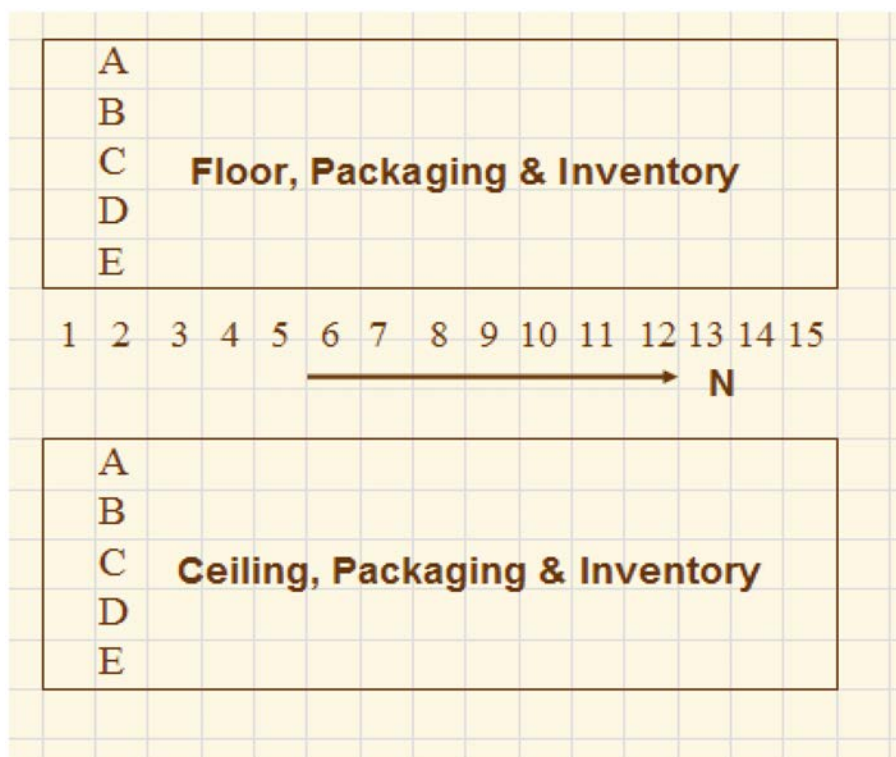 A
B
C
Floor, Packaging & Inventory
D
E
1 2 3 4 5 6 7 8 9 10 11 12 13 14 15
N
A
B
C
Ceiling, Packaging & Inventory
D
E